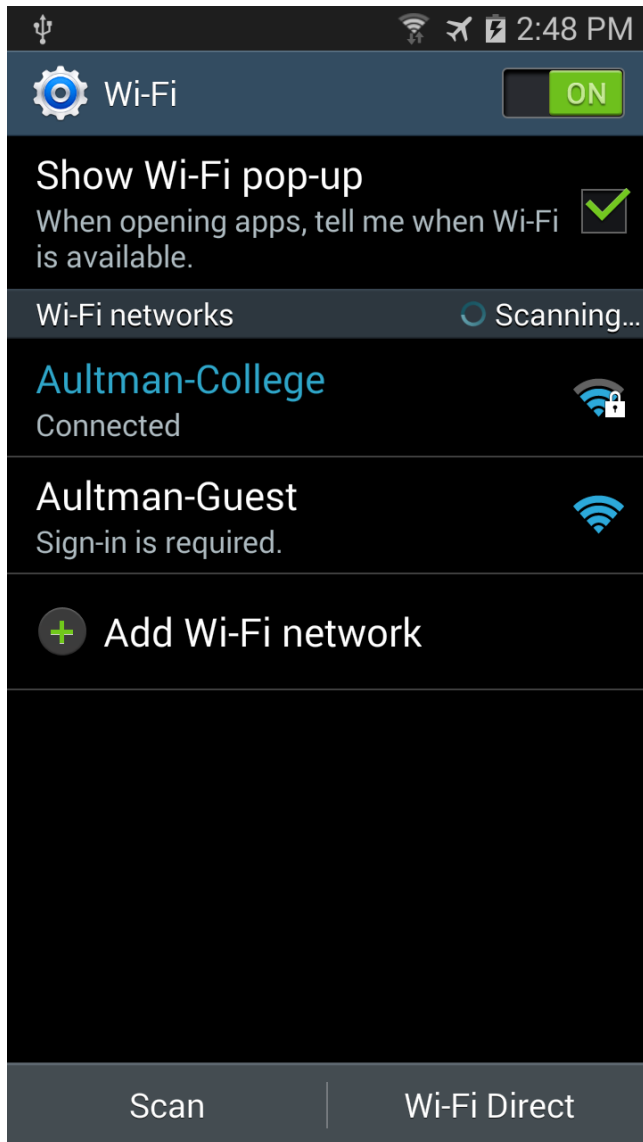 2:48 PM
Wi-Fi ON
Show Wi-Fi pop-up
When opening apps, tell me when Wi-Fi
is available.
Wi-Fi networks Scanning...
Aultman-College
Connected
Aultman-Guest
Sign-in is required.
Add Wi-Fi network
Scan Wi-Fi Direct